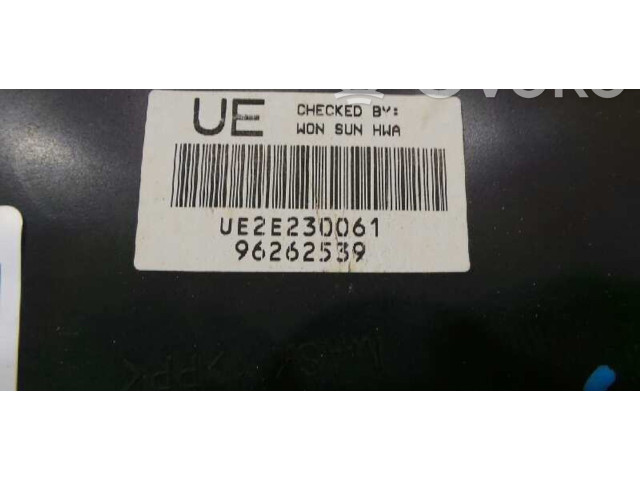 UE
CHECKED BY:
WON SUN HWA
UE2E230061
96262539